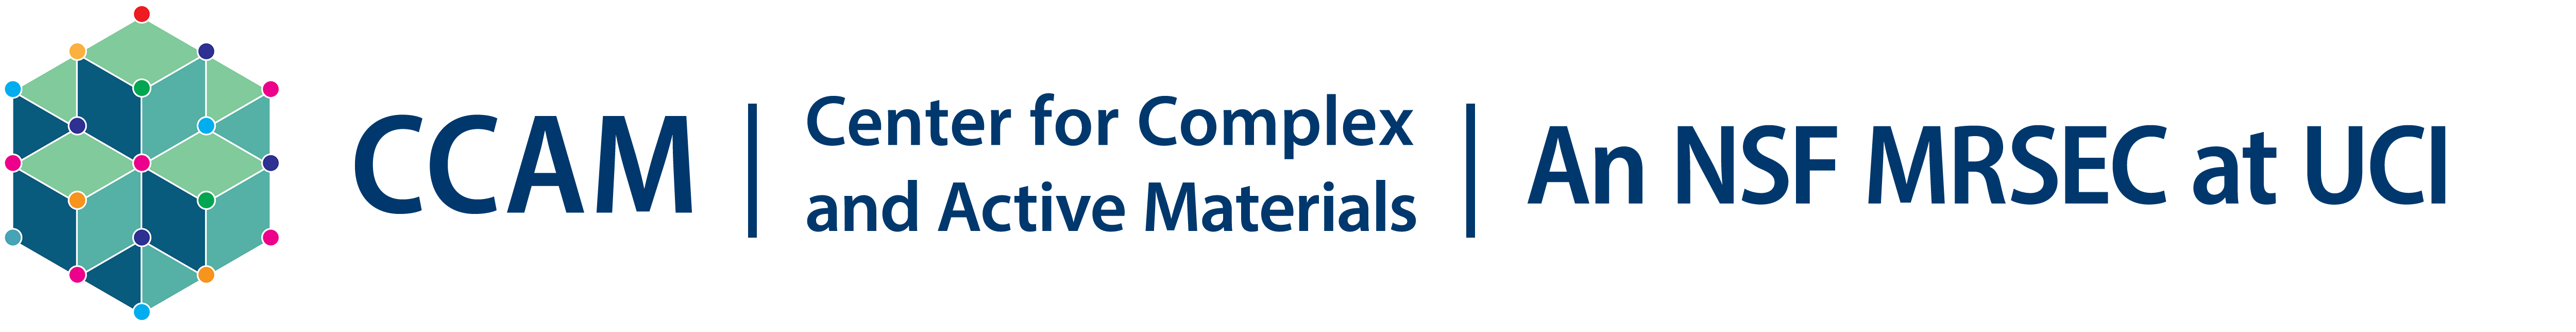 CCAM
Center for Complex
and Active Materials
An NSF MRSEC at UCI